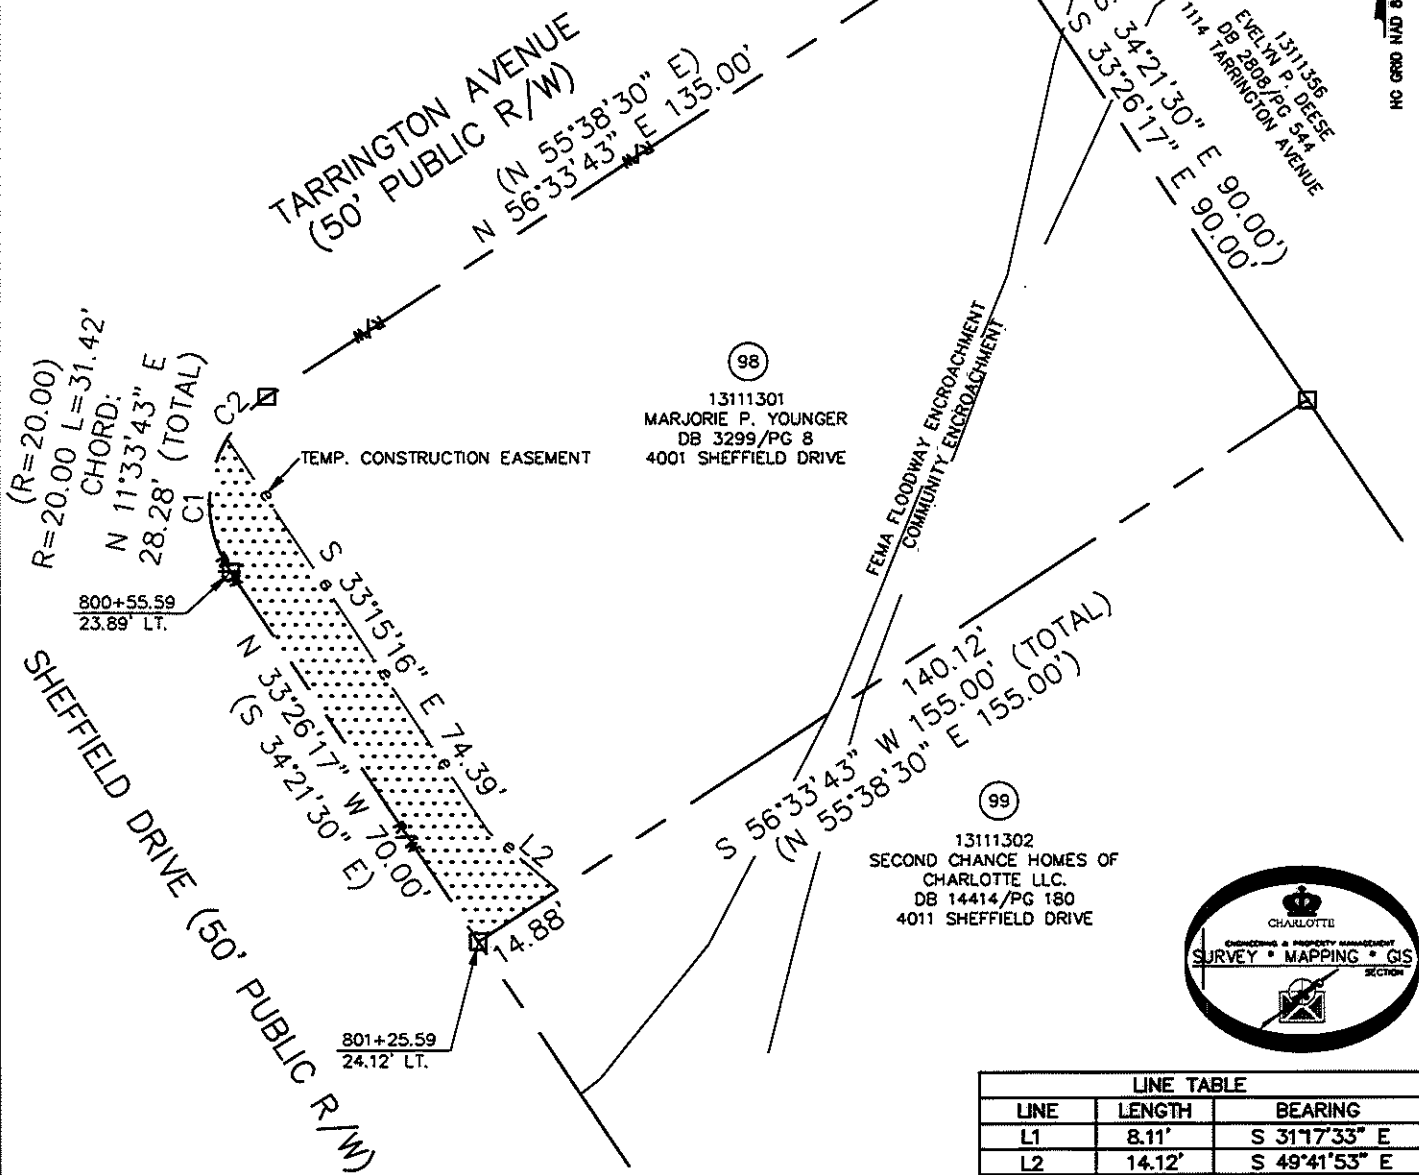 TARRINGTON AVENUE
(50' PUBLIC R/W)
(N 55°38'30" E)
N 56°33'43" E 135.00'
34°21'30" E 90.00')
S 33°26'17" E 90.00'
13111356
EVELYN P. DEESE
DB 2808/PG 544
1114 TARRINGTON AVENUE
NAD 8
(R=20.00)
R=20.00 L=31.42'
CHORD:
N 11°33'43" E
28.28' (TOTAL)
C1
C2
TEMP. CONSTRUCTION EASEMENT
98
13111301
MARJORIE P. YOUNGER
DB 3299/PG 8
4001 SHEFFIELD DRIVE
FEMA FLOODWAY ENCROACHMENT
COMMUNITY ENCROACHMENT
800+55.59
23.89' LT.
S 33°15'16" E 74.39'
N 33°26'17" W 70.00'
(S 34°21'30" E)
L2
14.88'
140.12'
S 56°33'43" W 155.00' (TOTAL)
(N 55°38'30" E 155.00')
SHEFFIELD DRIVE (50' PUBLIC R/W)
801+25.59
24.12' LT.
99
13111302
SECOND CHANCE HOMES OF
CHARLOTTE LLC.
DB 14414/PG 180
4011 SHEFFIELD DRIVE
CHARLOTTE
ENGINEERING & PROPERTY MANAGEMENT
SURVEY * MAPPING * GIS
SECTION
LINE TABLE
LINE LENGTH BEARING
L1 8.11' S 31°17'33" E
L2 14.12' S 49°41'53" E